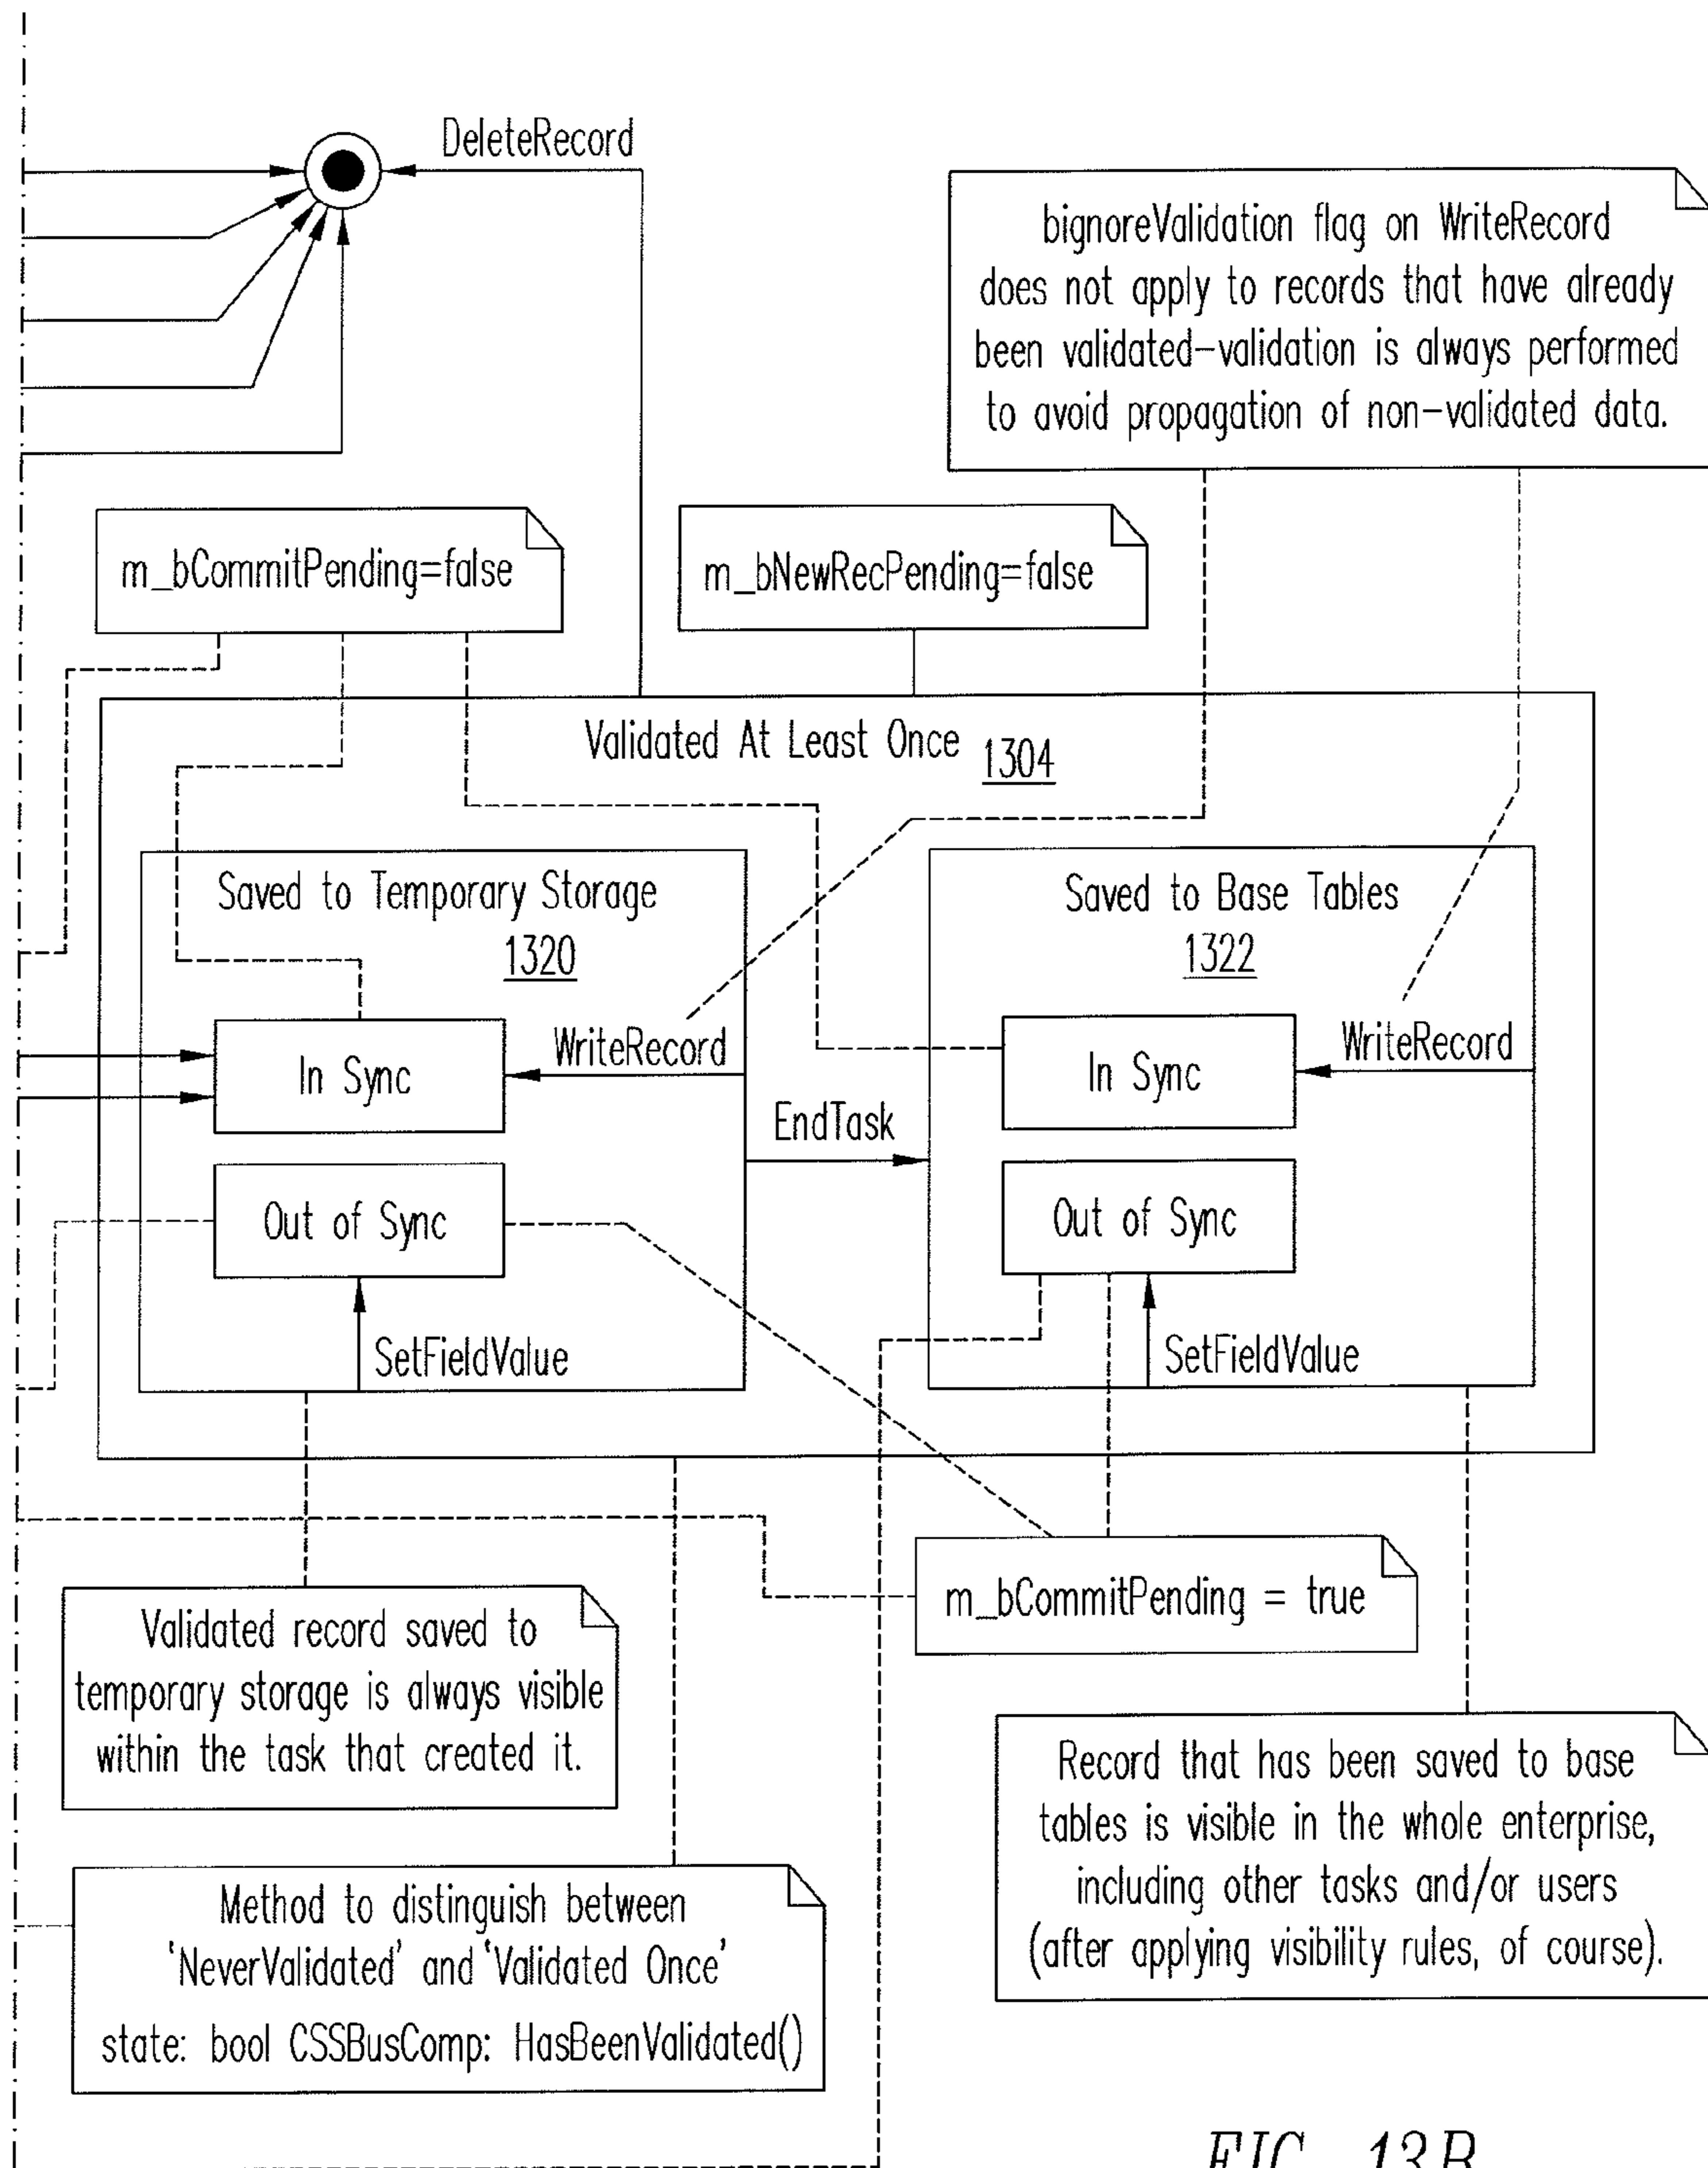 DeleteRecord
bignoreValidation flag on WriteRecord
does not apply to records that have already
been validated-validation is always performed
to avoid propagation of non-validated data.
m_bCommitPending=false
m_bNewRecPending=false
Validated At Least Once 1304
Saved to Temporary Storage
1320
Saved to Base Tables
1322
In Sync
WriteRecord
In Sync
WriteRecord
EndTask
Out of Sync
Out of Sync
SetFieldValue
SetFieldValue
m_bCommitPending = true
Validated record saved to
temporary storage is always visible
within the task that created it.
Record that has been saved to base
tables is visible in the whole enterprise,
including other tasks and/or users
(after applying visibility rules, of course).
Method to distinguish between
'NeverValidated' and 'Validated Once'
state: bool CSSBusComp: HasBeenValidated()
FIG. 13B